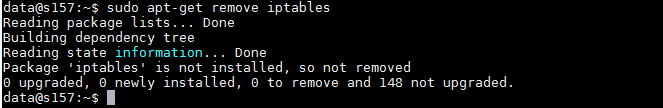 data@s157:~$ sudo apt-get remove iptables
Reading package lists... Done
Building dependency tree
Reading state information... Done
Package 'iptables' is not installed, so not removed
0 upgraded, 0 newly installed, 0 to remove and 148 not upgraded.
data@s157:~$